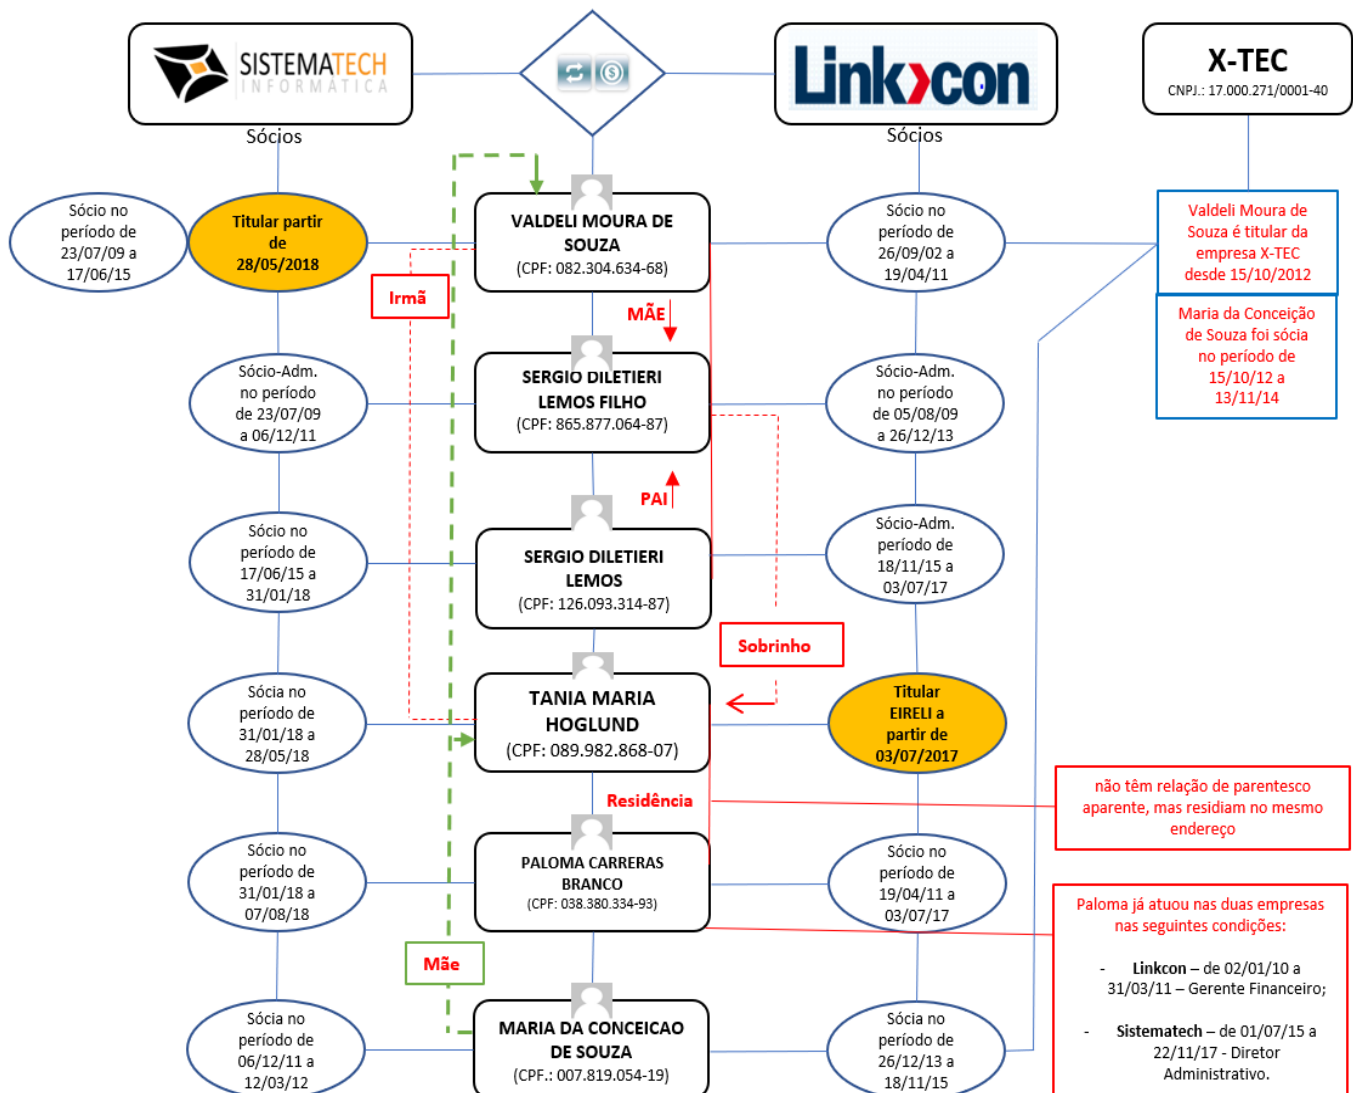 SISTEMATECH
INFORMÁTICA
Link>con
X-TEC
CNPJ.: 17.000.271/0001-40
Sócios
Sócios
Sócio no
período de
23/07/09 a
17/06/15
Titular partir
de
28/05/2018
VALDELI MOURA DE
SOUZA
(CPF: 082.304.634-68)
Sócio no
período de
26/09/02 a
19/04/11
Valdeli Moura de
Souza é titular da
empresa X-TEC
desde 15/10/2012
Irmã
MÃE
Maria da Conceição
de Souza foi sócia
no período de
15/10/12 a
13/11/14
Sócio-Adm.
no período
de 23/07/09
a 06/12/11
SERGIO DILETIERI
LEMOS FILHO
(CPF: 865.877.064-87)
Sócio-Adm.
no período
de 05/08/09
a 26/12/13
PAI
Sócio no
período de
17/06/15 a
31/01/18
SERGIO DILETIERI
LEMOS
(CPF: 126.093.314-87)
Sócio-Adm.
período de
18/11/15 a
03/07/17
Sobrinho
Sócia no
período de
31/01/18 a
28/05/18
TANIA MARIA
HOGLUND
(CPF: 089.982.868-07)
Titular
EIRELI a
partir de
03/07/2017
Residência
não têm relação de parentesco
aparente, mas residiam no mesmo
endereço
Sócio no
período de
31/01/18 a
07/08/18
PALOMA CARRERAS
BRANCO
(CPF: 038.380.334-93)
Sócio no
período de
19/04/11 a
03/07/17
Paloma já atuou nas duas empresas
nas seguintes condições:
- Linkcon – de 02/01/10 a
31/03/11 – Gerente Financeiro;
- Sistematech – de 01/07/15 a
22/11/17 - Diretor
Administrativo.
Mãe
Sócia no
período de
06/12/11 a
12/03/12
MARIA DA CONCEICAO
DE SOUZA
(CPF.: 007.819.054-19)
Sócia no
período de
26/12/13 a
18/11/15